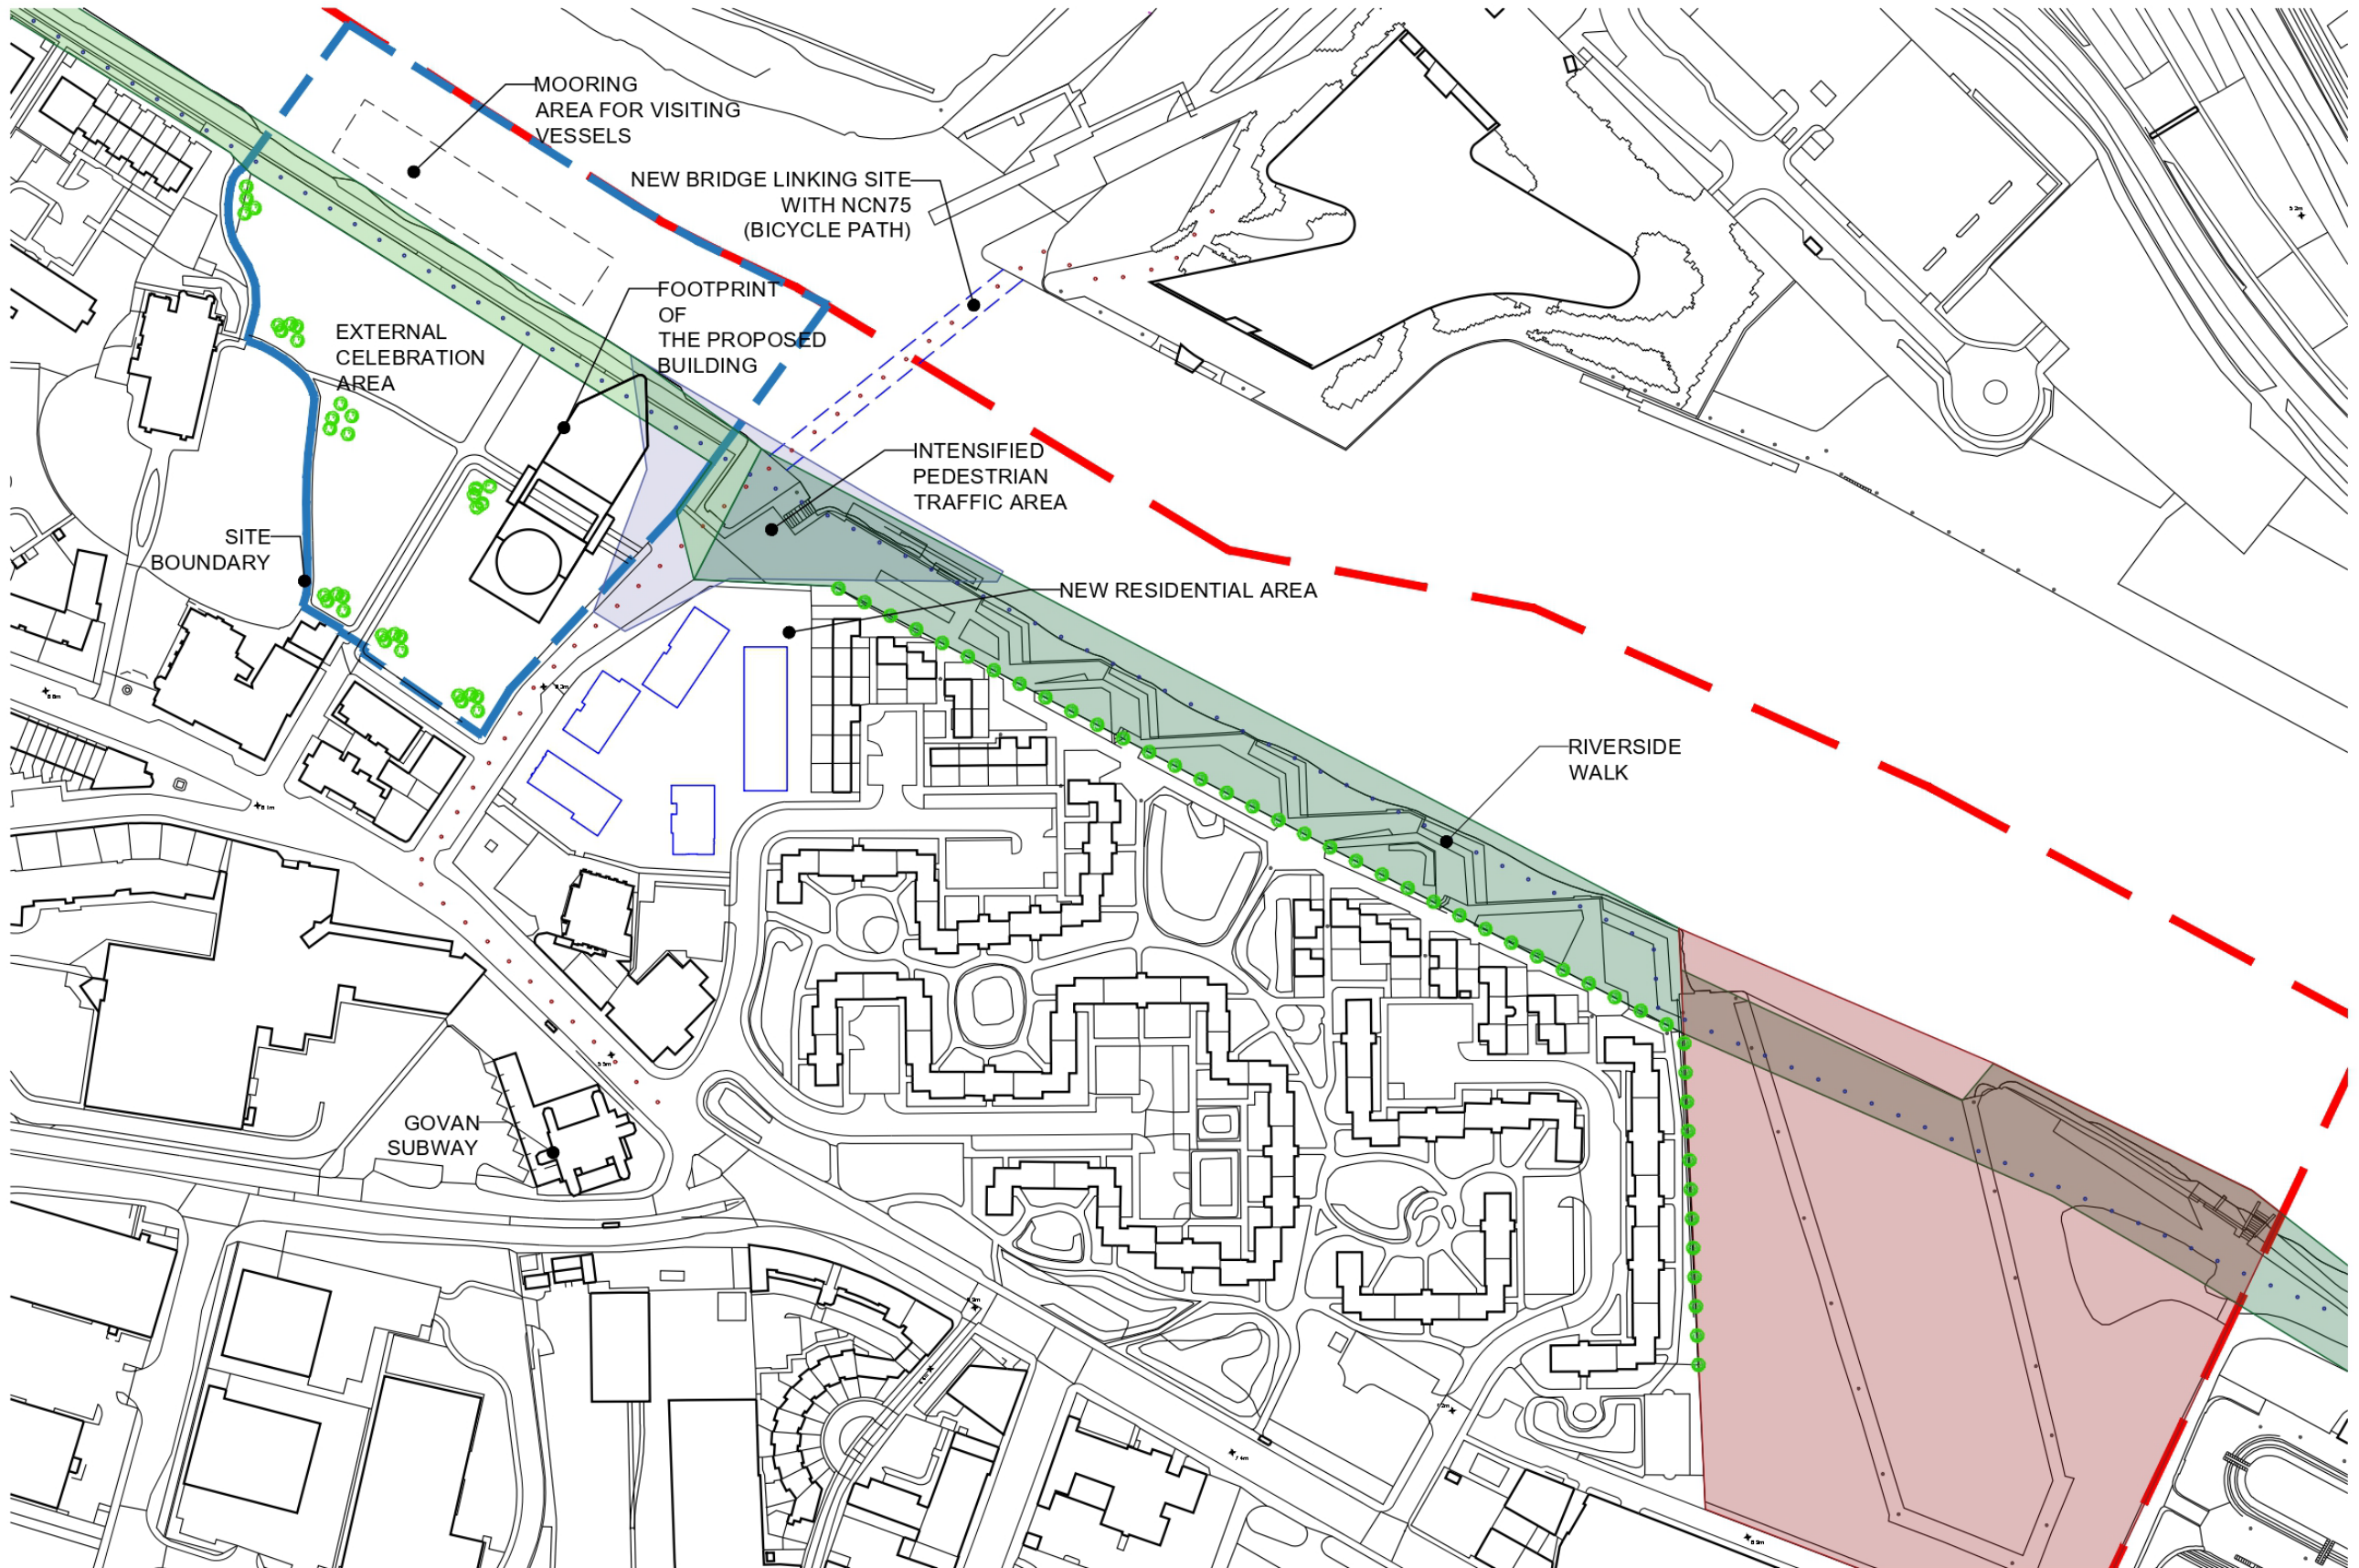 MOORING
AREA FOR VISITING
VESSELS
NEW BRIDGE LINKING SITE
WITH NCN75
(BICYCLE PATH)
FOOTPRINT
OF
THE PROPOSED
BUILDING
EXTERNAL
CELEBRATION
AREA
INTENSIFIED
PEDESTRIAN
TRAFFIC AREA
SITE
BOUNDARY
NEW RESIDENTIAL AREA
RIVERSIDE
WALK
GOVAN
SUBWAY